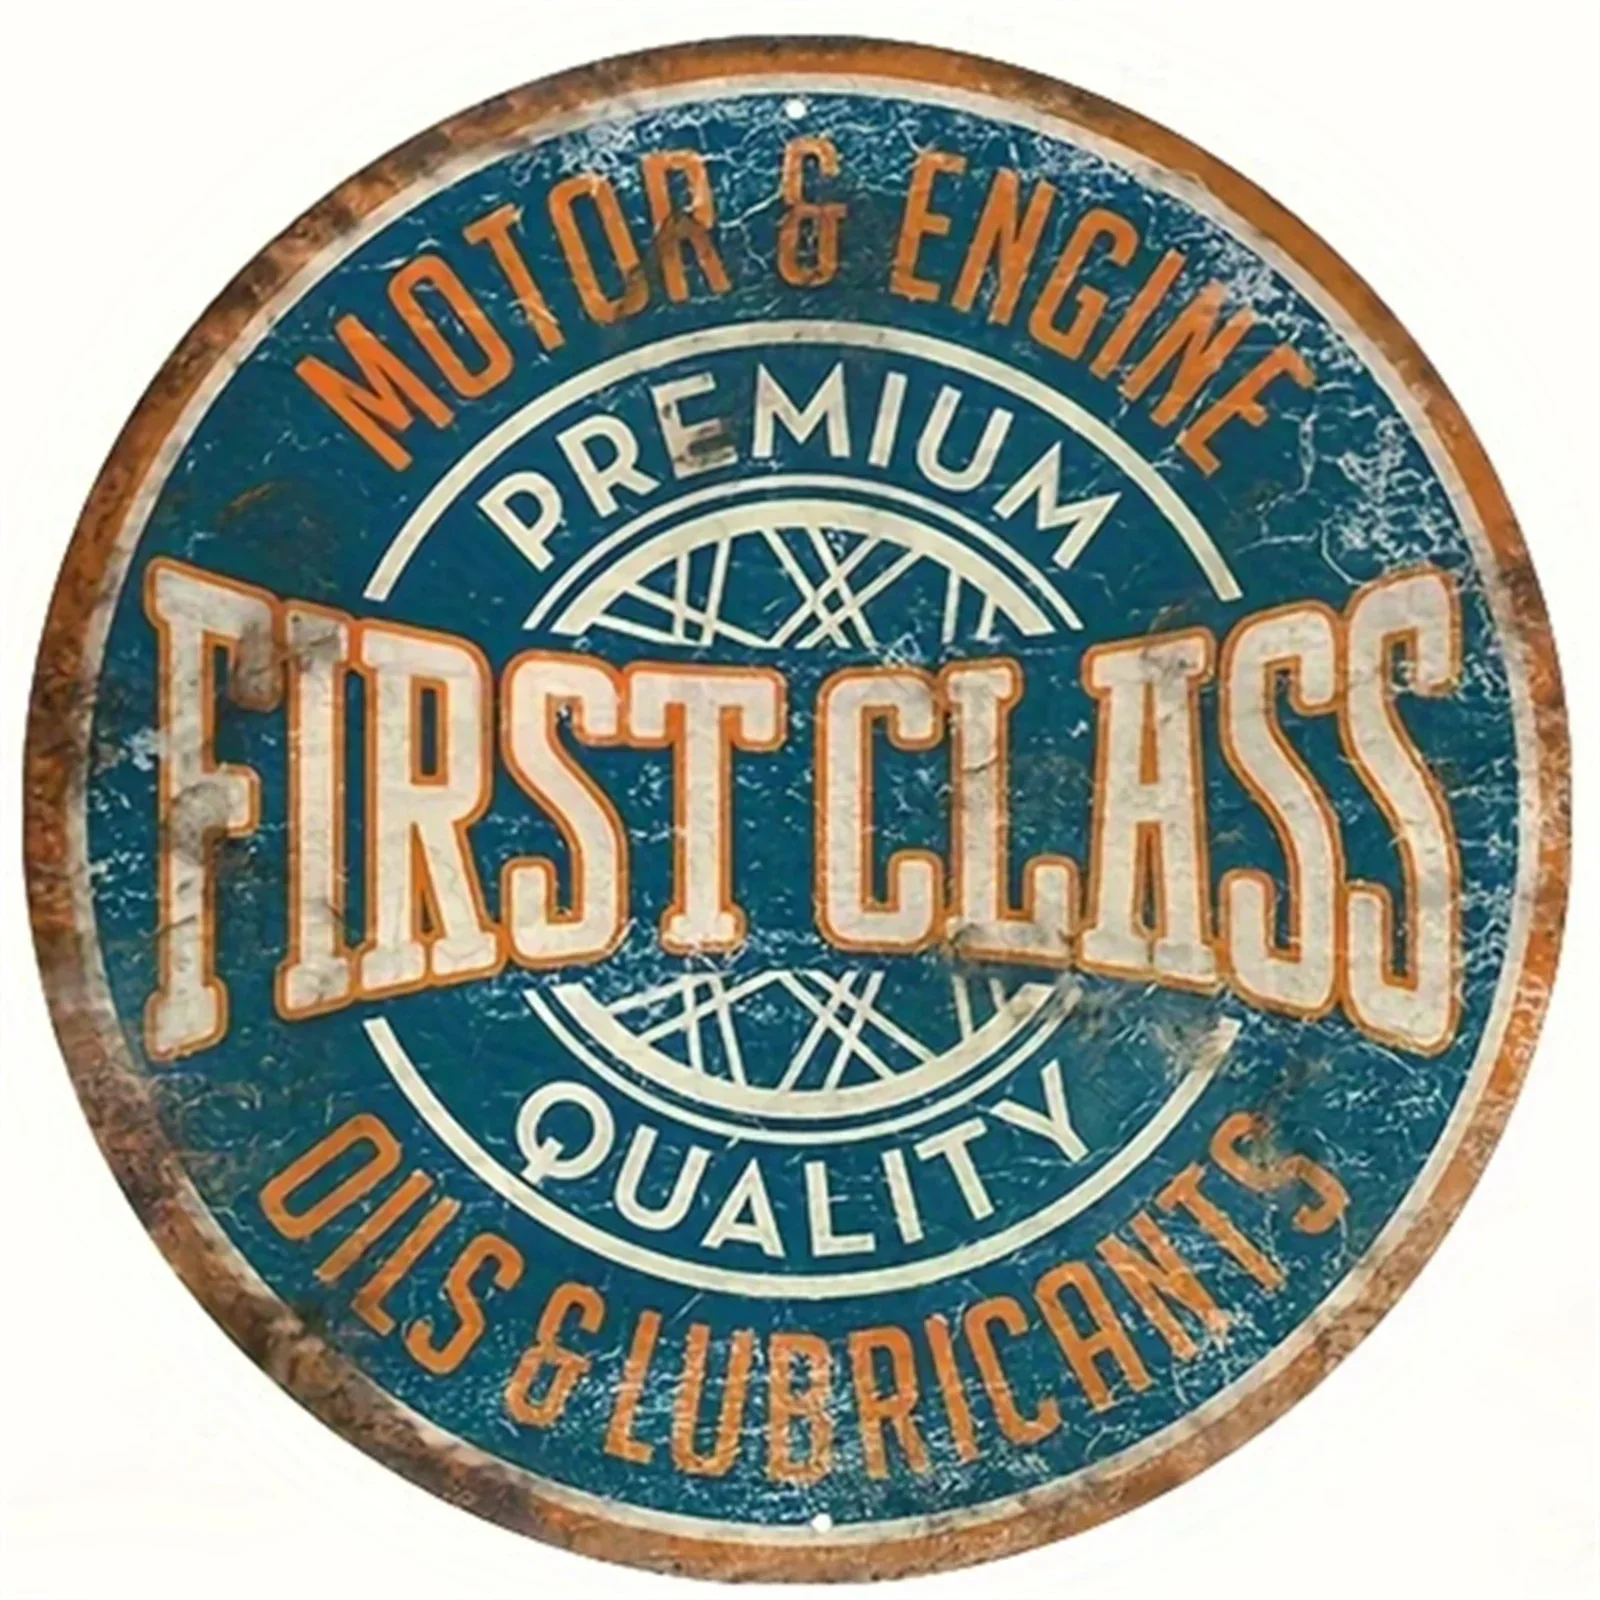 MOTOR & ENGINE
PREMIUM
FIRST CLASS
QUALITY
OILS & LUBRICANTS